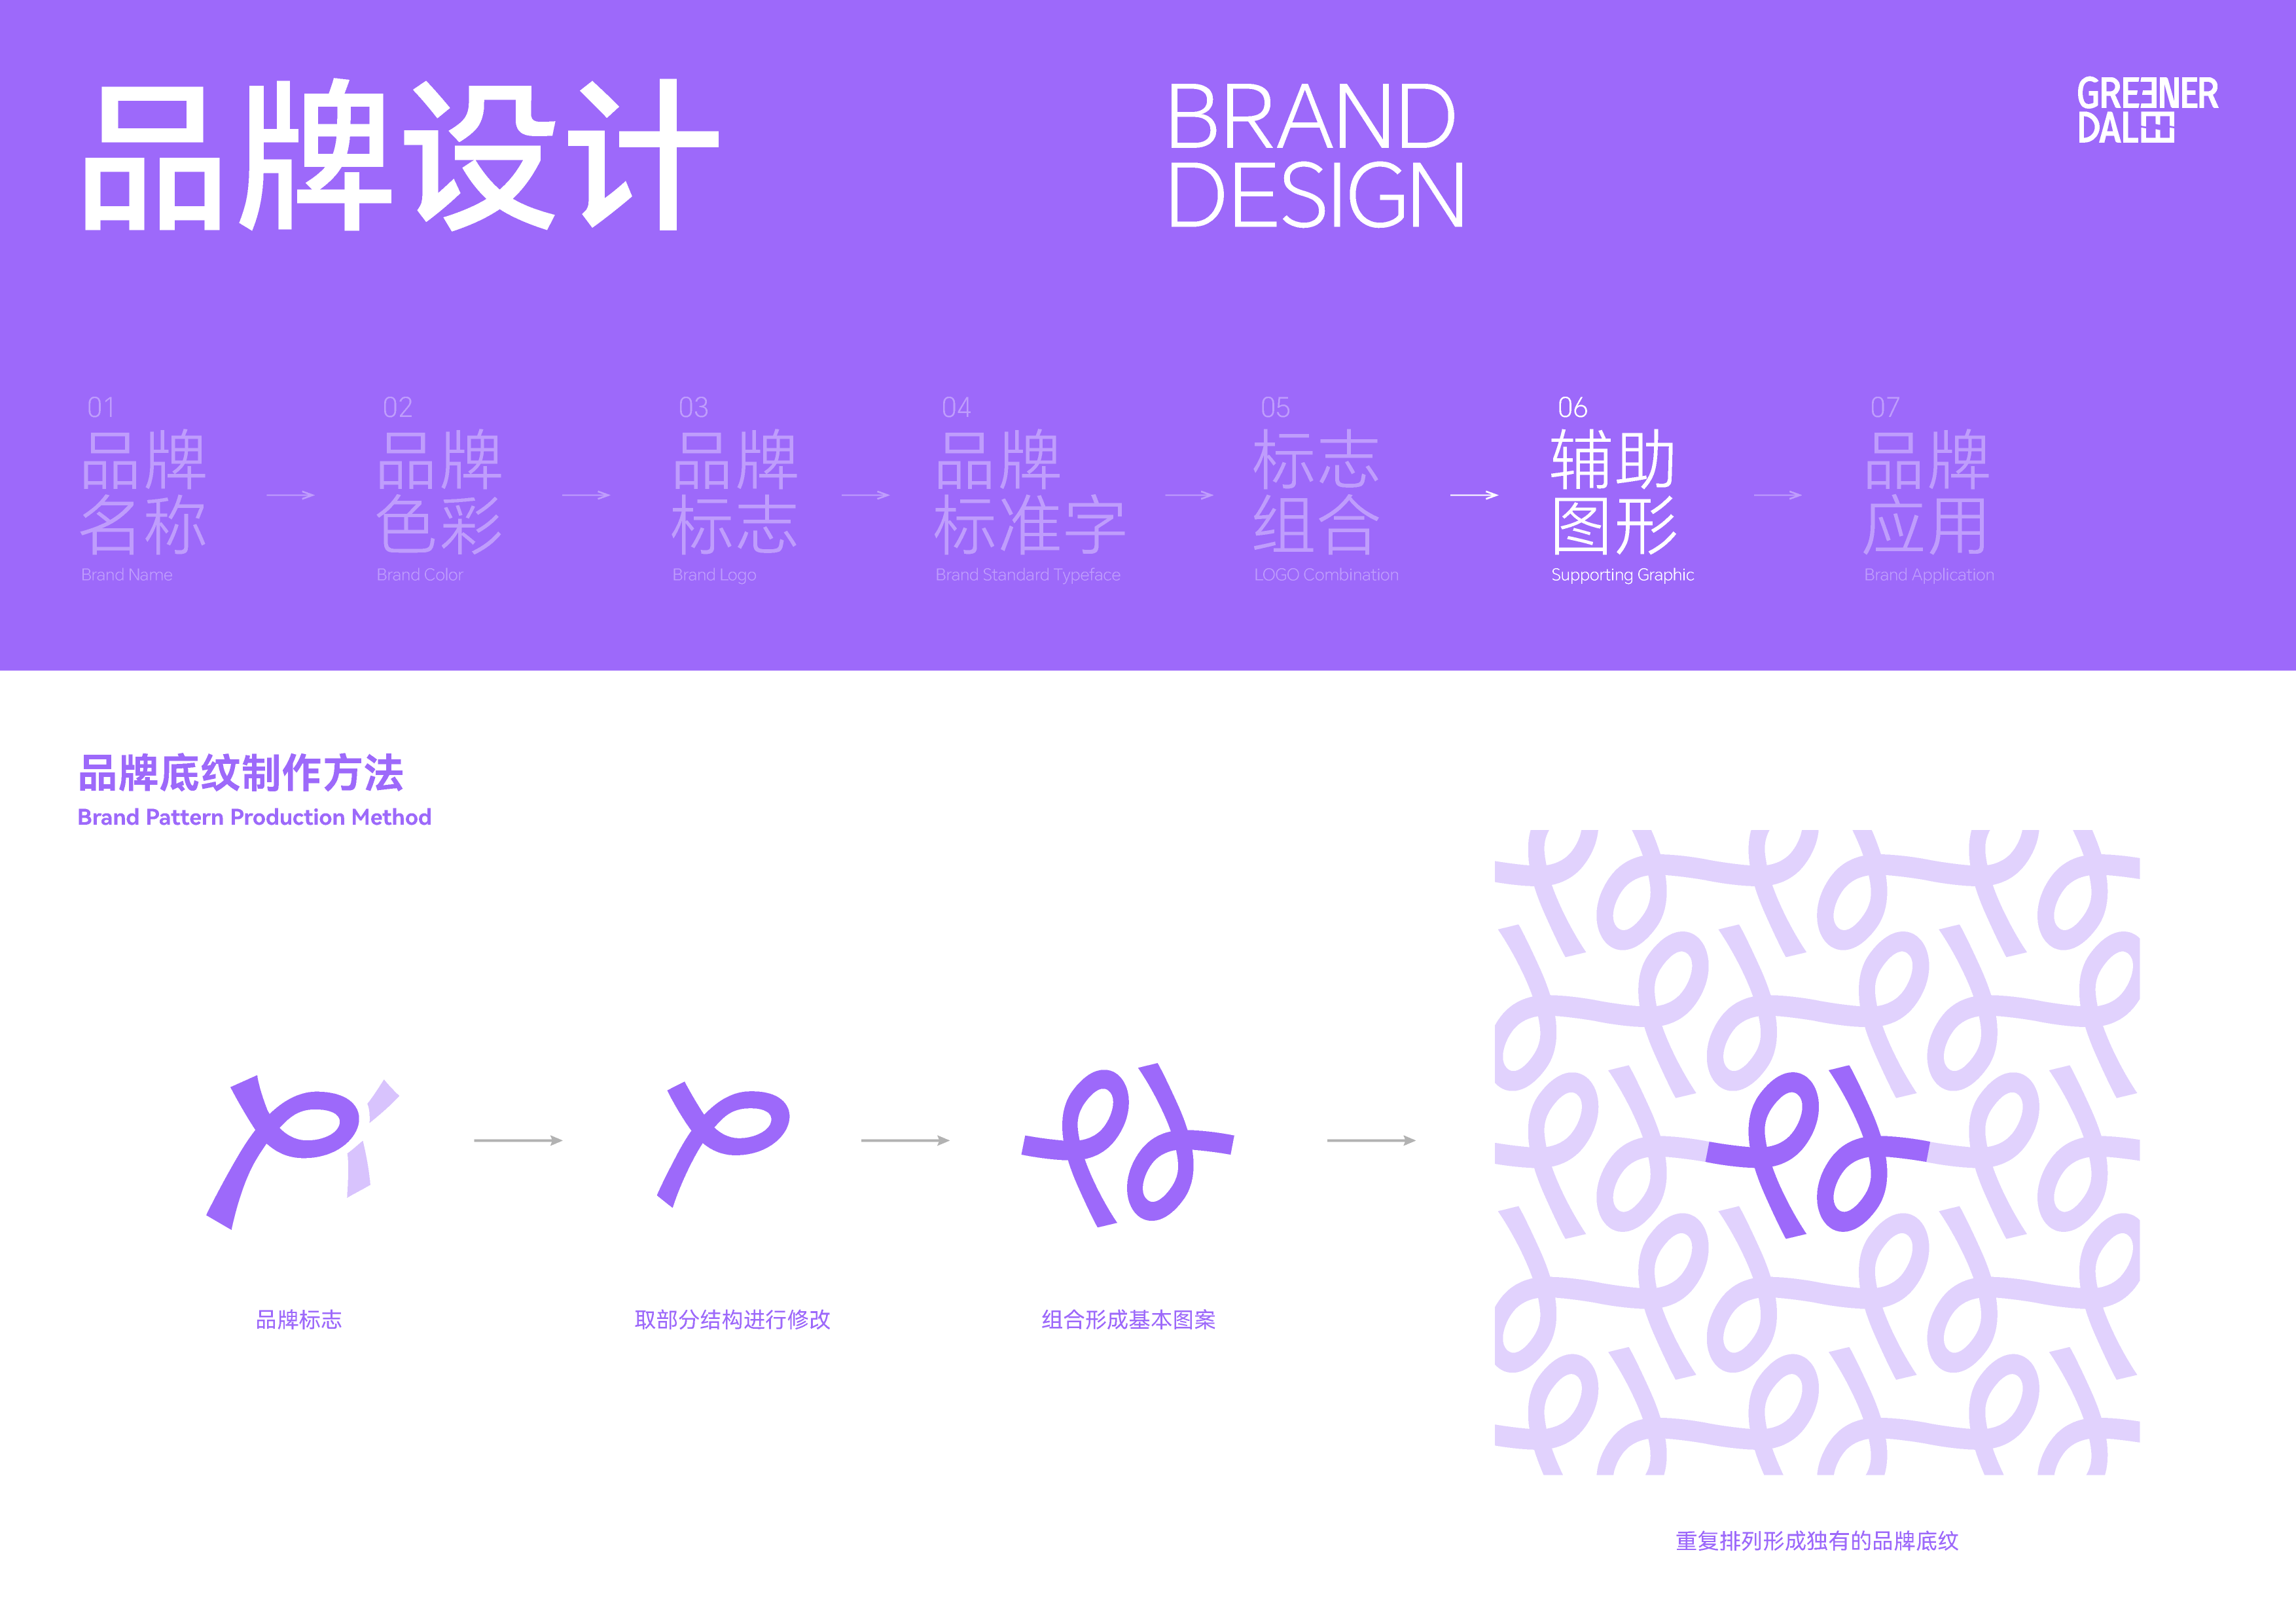 品牌设计
BRAND
DESIGN
GREENER
DALE
01
品牌
名称
Brand Name
02
品牌
色彩
Brand Color
03
品牌
标志
Brand Logo
04
品牌
标准字
Brand Standard Typeface
05
标志
组合
LOGO Combination
06
辅助
图形
Supporting Graphic
07
品牌
应用
Brand Application
品牌底纹制作方法
Brand Pattern Production Method
品牌标志
取部分结构进行修改
组合形成基本图案
重复排列形成独有的品牌底纹